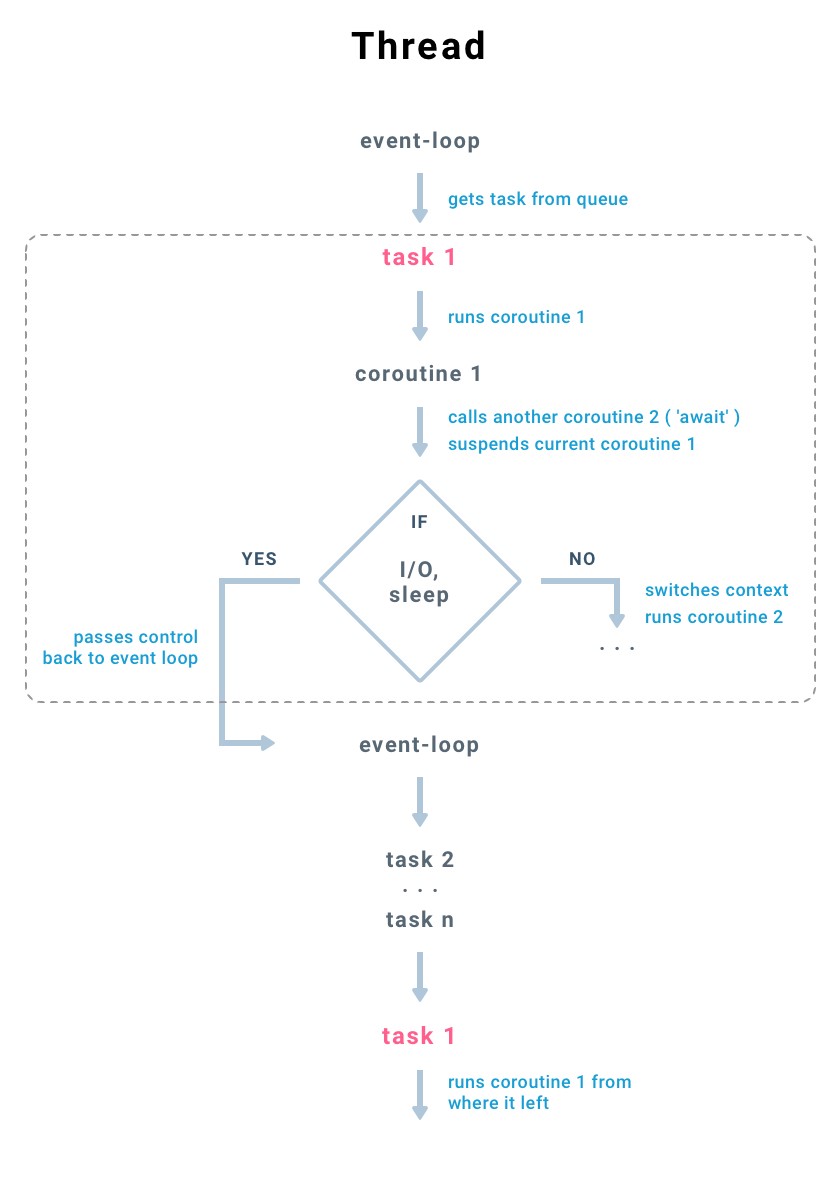 Thread
event-loop
gets task from queue
task 1
runs coroutine 1
coroutine 1
calls another coroutine 2 ( 'await' )
suspends current coroutine 1
IF
I/O,
sleep
YES
NO
switches context
runs coroutine 2
. . .
passes control
back to event loop
event-loop
task 2
. . .
task n
task 1
runs coroutine 1 from
where it left